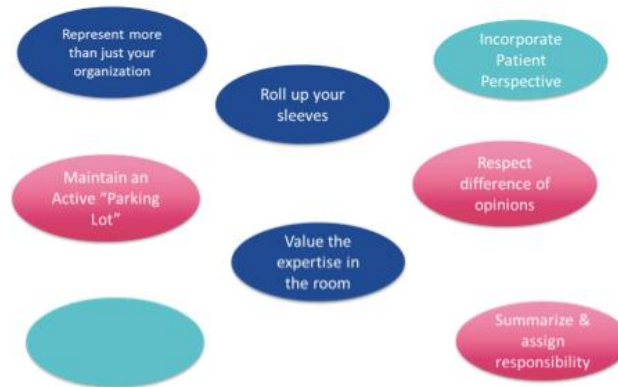 Represent more
than just your
organization
Incorporate
Patient
Perspective
Roll up your
sleeves
Maintain an
Active “Parking
Lot”
Respect
difference of
opinions
Value the
expertise in
the room
Summarize &
assign
responsibility